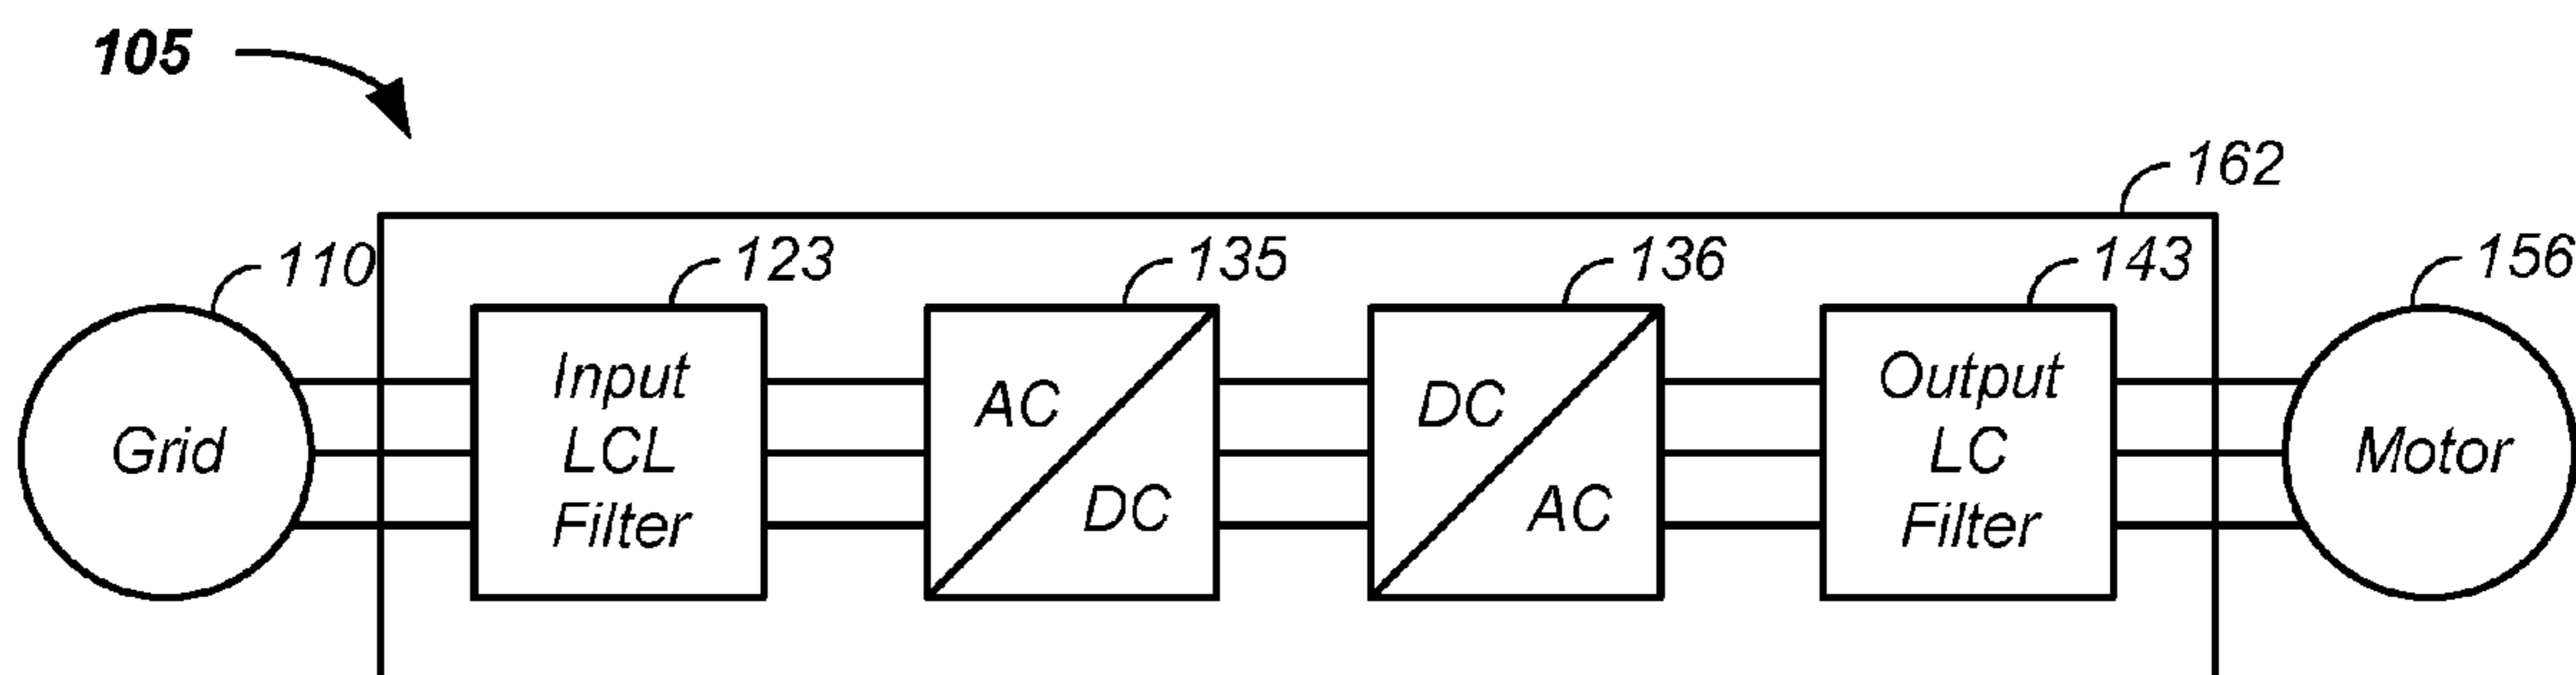 105
162
110
123
135
136
143
156
Grid
Input
LCL
Filter
AC
DC
DC
AC
Output
LC
Filter
Motor